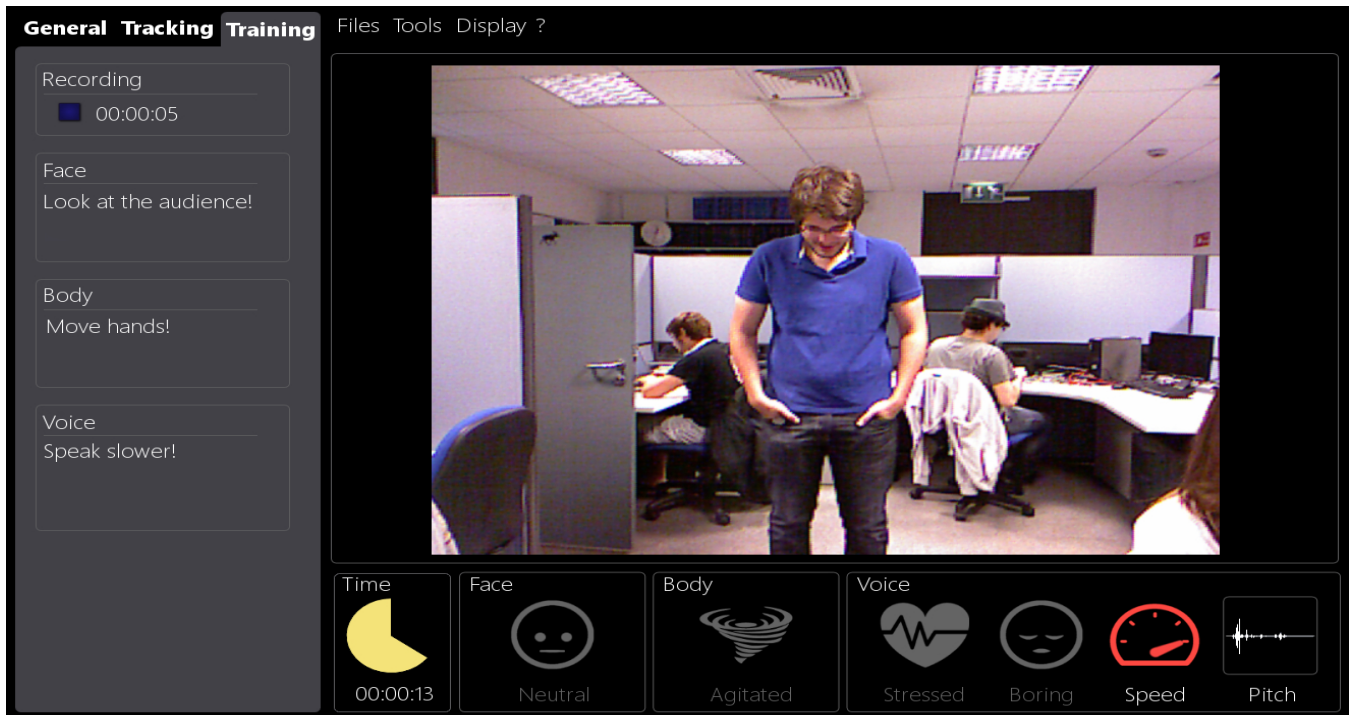 General Tracking Training Files Tools Display ?
Recording
00:00:05
Face
Look at the audience!
Body
Move hands!
Voice
Speak slower!
Time
00:00:13
Face
Neutral
Body
Agitated
Voice
Stressed Boring Speed Pitch